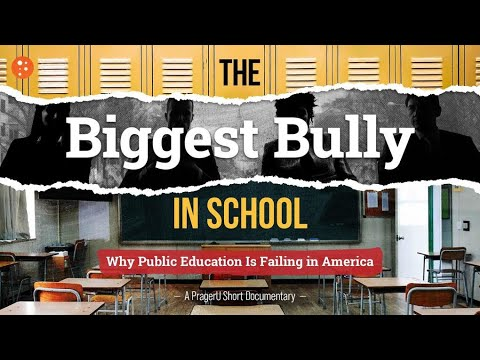 THE
Biggest Bully
IN SCHOOL
Why Public Education Is Failing in America
– A PragerU Short Documentary –